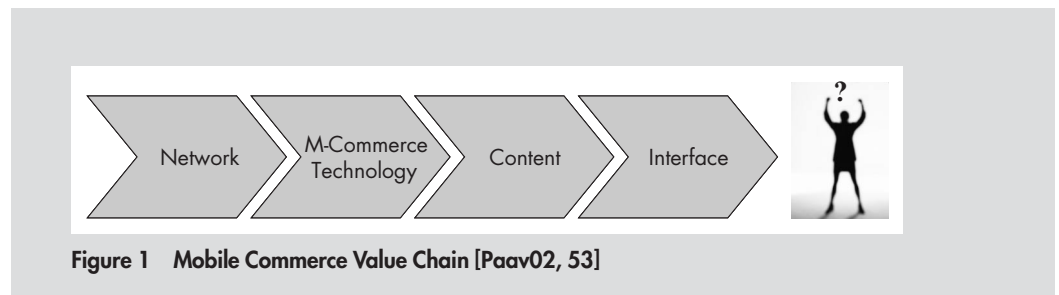 Network
M-Commerce
Technology
Content
Interface
?
Figure 1 Mobile Commerce Value Chain [Paav02, 53]